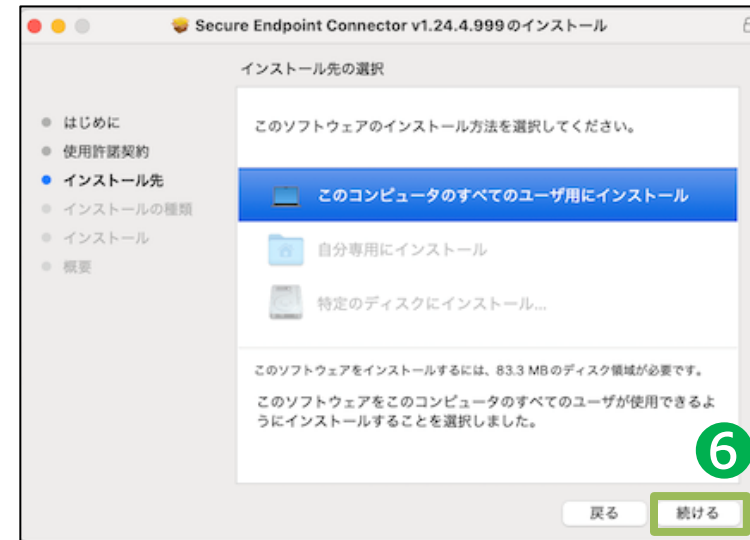 Secure Endpoint Connector v1.24.4.999のインストール
インストール先の選択
はじめに
使用許諾契約
インストール先
インストールの種類
インストール
概要
このソフトウェアのインストール方法を選択してください。
このコンピュータのすべてのユーザ用にインストール
自分専用にインストール
特定のディスクにインストール...
このソフトウェアをインストールするには、83.3 MBのディスク領域が必要です。
このソフトウェアをこのコンピュータのすべてのユーザが使用できるよ
うにインストールすることを選択しました。
6
戻る
続ける